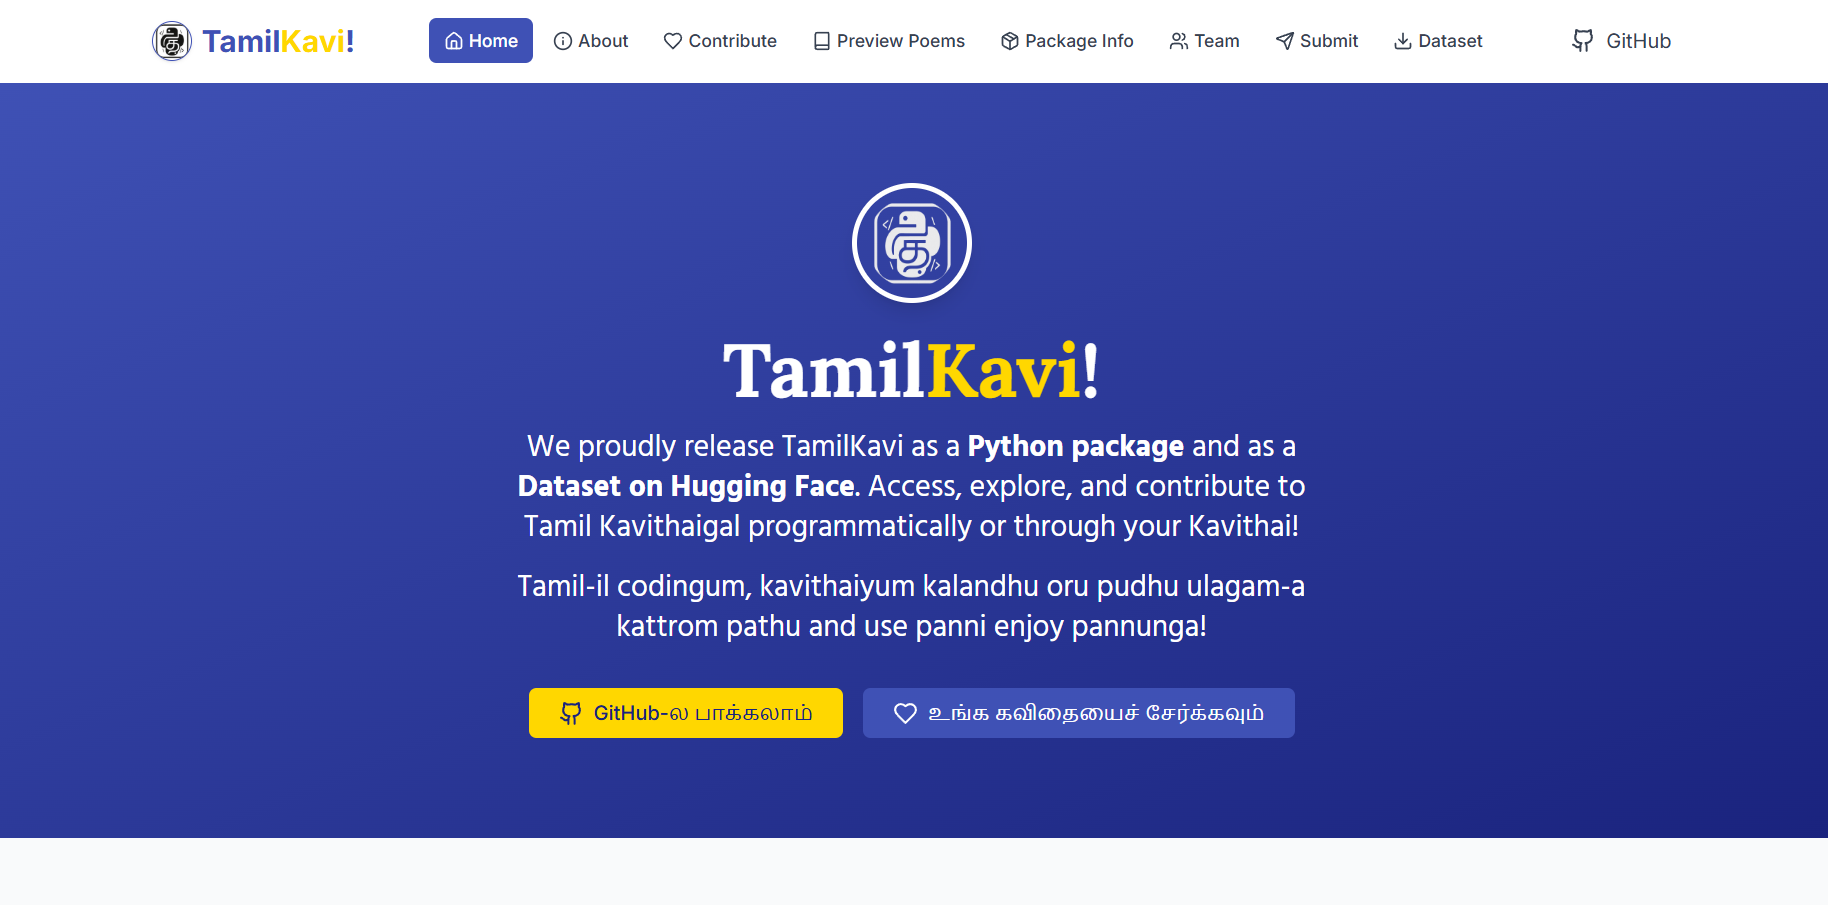 TamilKavi!
Home
About
Contribute
Preview Poems
Package Info
Team
Submit
Dataset
GitHub
த
TamilKavi!
We proudly release TamilKavi as a Python package and as a
Dataset on Hugging Face. Access, explore, and contribute to
Tamil Kavithaigal programmatically or through your Kavithai!
Tamil-il codingum, kavithaiyum kalandhu oru pudhu ulagam-a
kattrom pathu and use panni enjoy pannunga!
GitHub-ல பாக்கலாம்
உங்க கவிதையைச் சேர்க்கவும்